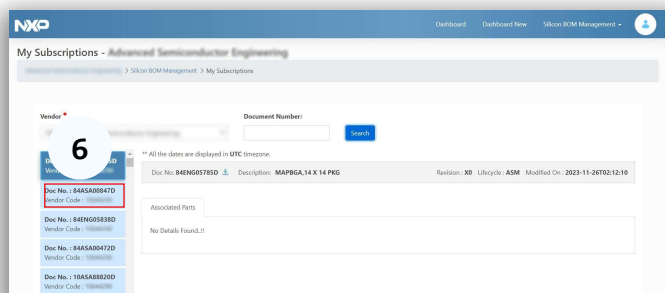 NXP
Dashboard Dashboard New Silicon BOM Management
My Subscriptions -
> Silicon BOM Management > My Subscriptions
Vendor * Document Number:
Search
6
** All the dates are displayed in UTC timezone.
Doc No: 84ENG05785D Description: MAPBGA,14 X 14 PKG Revision : X0 Lifecycle : ASM Modified On : 2023-11-26T02:12:10
Doc No. : 84ASA00847D
Vendor Code :
Associated Parts
Doc No. : 84ENG05838D
Vendor Code :
No Details Found..!!
Doc No. : 84ASA00472D
Vendor Code :
Doc No. : 10ASA88820D
Vendor Code :